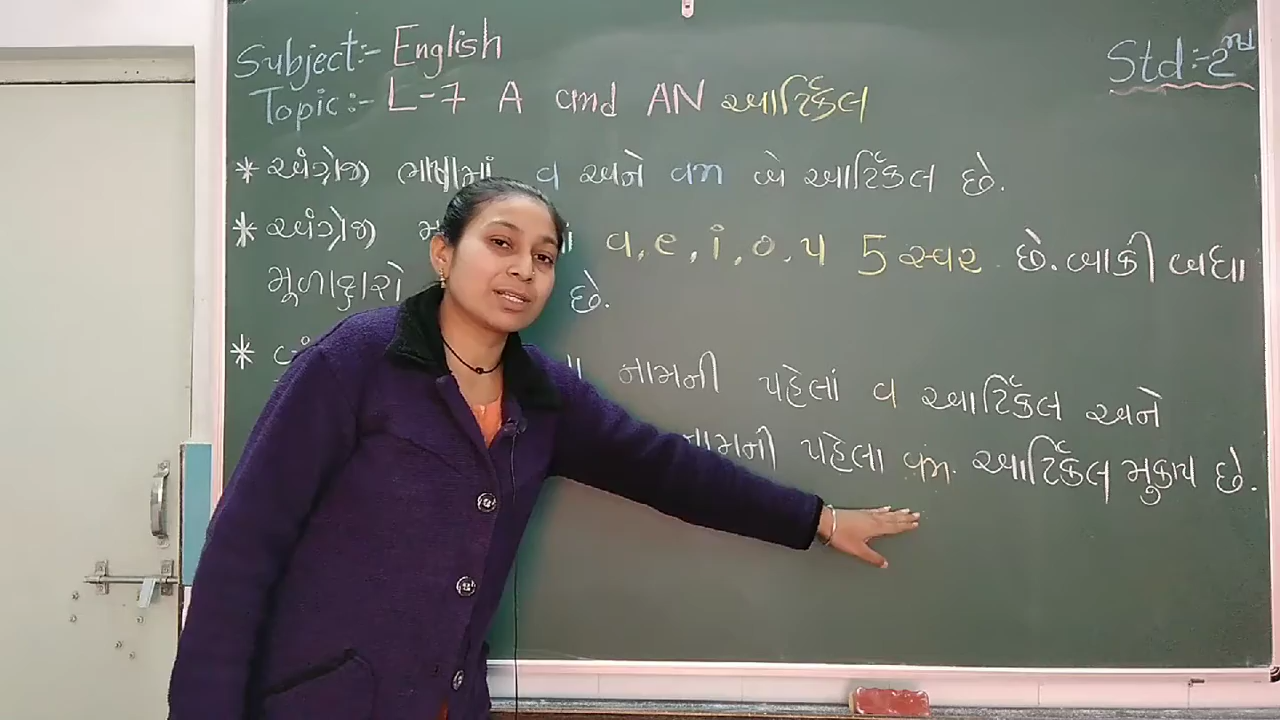 Subject:- English
Std:-2nd
Topic:- L-7 A and AN આર્ટિકલ
* અંગ્રેજી ભાષામાં a અને an બે આર્ટિકલ છે.
* અંગ્રેજી a, e, i, o, u 5 સ્વર છે. બાકી બધા
મૂળાક્ષરો છે.
* નામની પહેલાં a આર્ટિકલ અને
નામની પહેલા an આર્ટિકલ મુકાય છે.